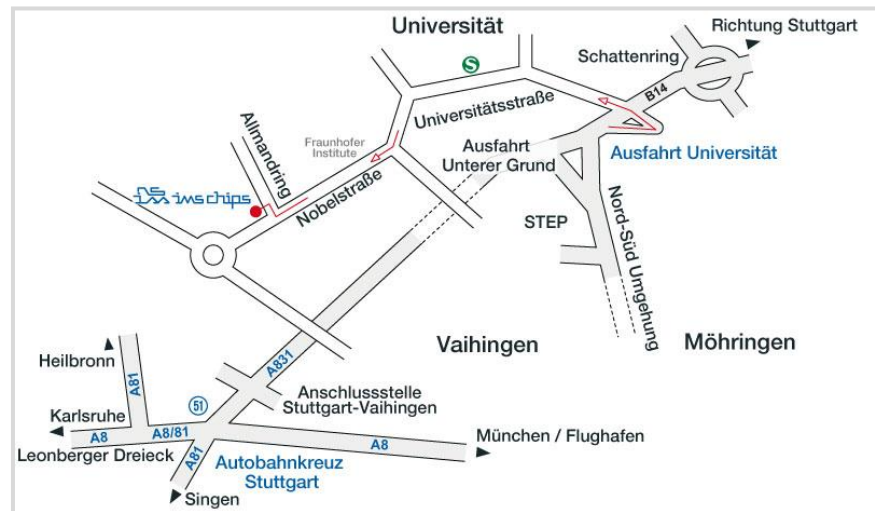 Universität
Richtung Stuttgart
Schattenring
S
B14
Universitätsstraße
Allmandring
Fraunhofer
Institute
Ausfahrt
Unterer Grund
Ausfahrt Universität
ims chips
Nobelstraße
STEP
Nord-Süd Umgehung
Vaihingen
Möhringen
Heilbronn
A81
A831
Anschlussstelle
Stuttgart-Vaihingen
51
Karlsruhe
A8
A8/81
A8
München / Flughafen
Leonberger Dreieck
A81
Autobahnkreuz
Stuttgart
Singen